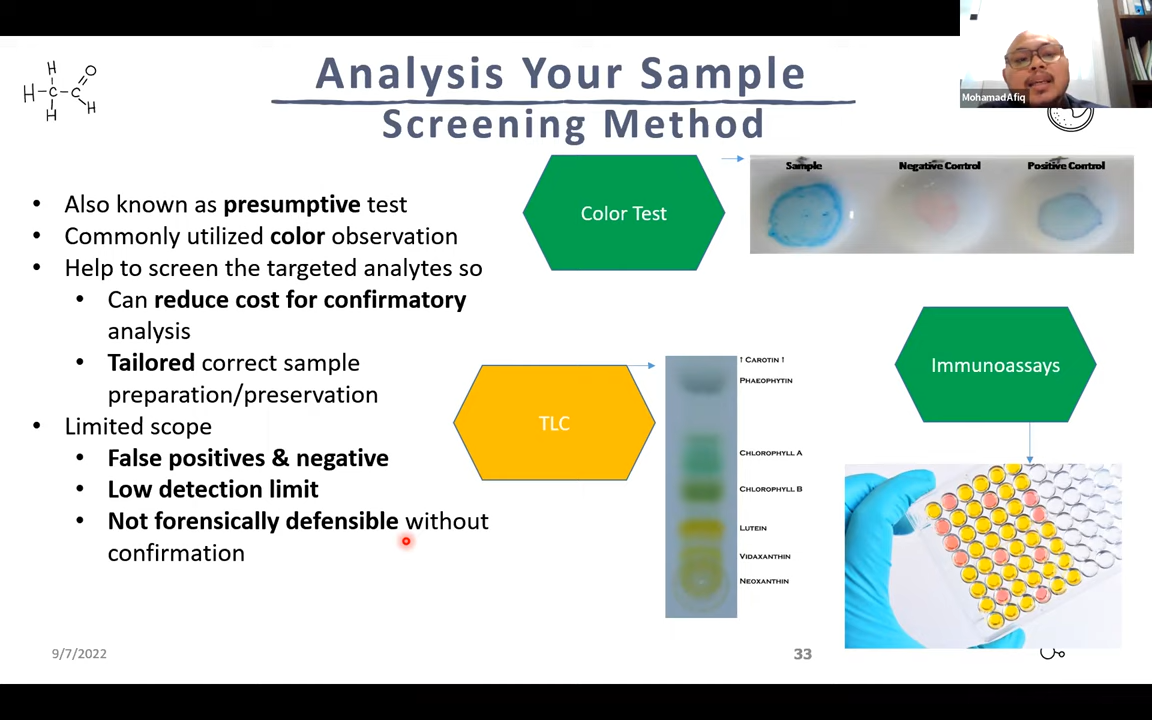 Analysis Your Sample
Screening Method
MohamadAfiq
H
O
H-C-C
H
H
• Also known as presumptive test
• Commonly utilized color observation
• Help to screen the targeted analytes so
• Can reduce cost for confirmatory
analysis
• Tailored correct sample
preparation/preservation
• Limited scope
• False positives & negative
• Low detection limit
• Not forensically defensible without
confirmation
Color Test
Sample
Negative Control
Positive Control
TLC
↑ CAROTIN ↑
PHAEOPHYTIN
CHLOROPHYLL A
CHLOROPHYLL B
LUTEIN
VIDAXANTHIN
NEOXANTHIN
Immunoassays
9/7/2022
33